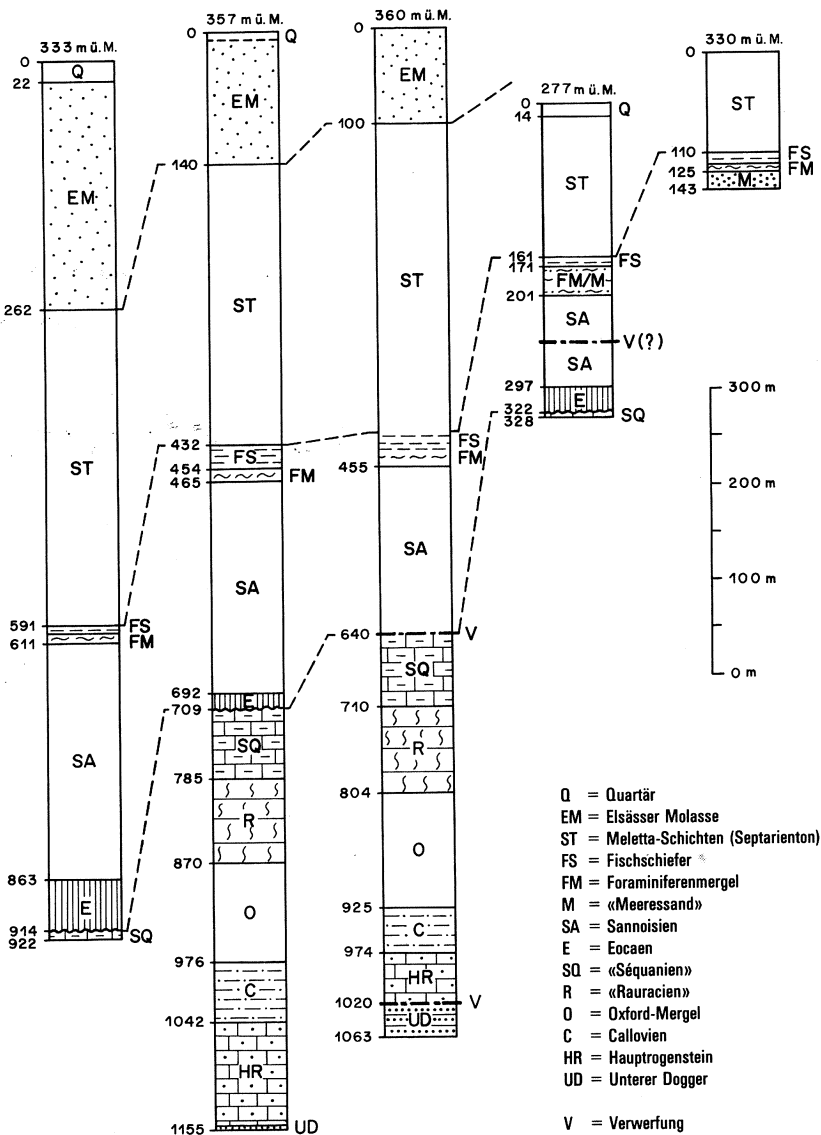 333 m ü. M.
0
Q
22
EM
262
ST
591
FS
FM
611
SA
863
E
914
SQ
922
357 m ü. M.
0
Q
EM
140
ST
432
FS
454
FM
465
SA
692
E
709
SQ
785
R
870
O
976
C
1042
HR
1155
UD
360 m ü. M.
0
EM
100
ST
FS
FM
455
SA
640
V
SQ
710
R
804
O
925
C
974
HR
1020
V
UD
1063
277 m ü. M.
0
Q
14
ST
161
FS
171
FM/M
201
SA
V (?)
SA
297
E
322
SQ
328
330 m ü. M.
0
ST
110
FS
FM
125
M
143
300 m
200 m
100 m
0 m
Q = Quartär
EM = Elsässer Molasse
ST = Meletta-Schichten (Septarienton)
FS = Fischschiefer
FM = Foraminiferenmergel
M = «Meeressand»
SA = Sannoisien
E = Eocaen
SQ = «Séquanien»
R = «Rauracien»
O = Oxford-Mergel
C = Callovien
HR = Hauptrogenstein
UD = Unterer Dogger
V = Verwerfung